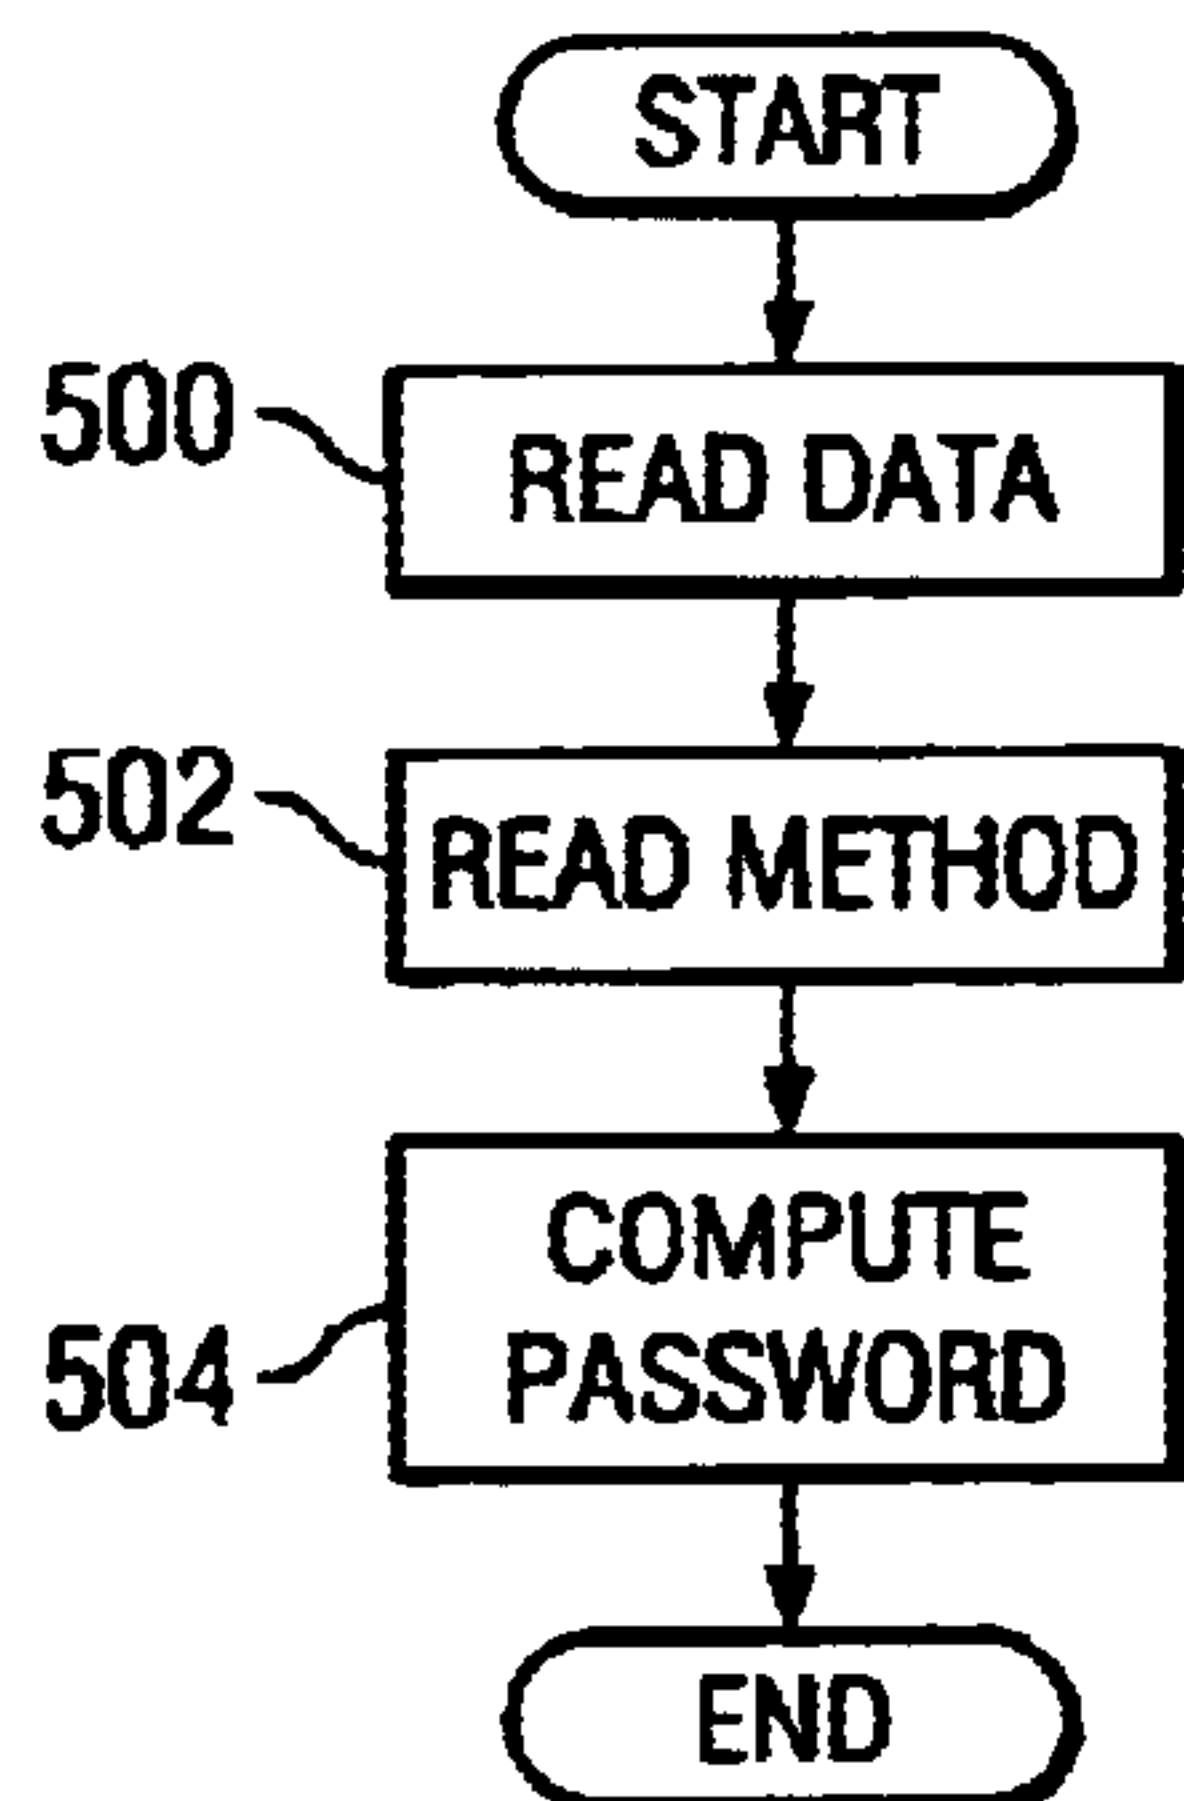 START
500
READ DATA
502
READ METHOD
504
COMPUTE
PASSWORD
END